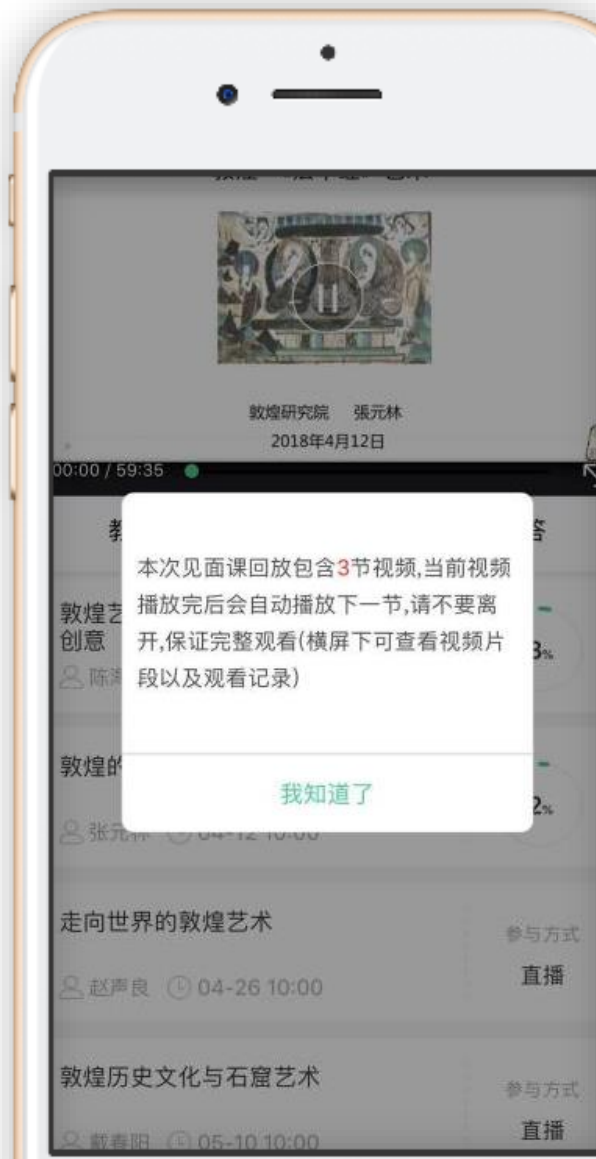 敦煌研究院 張元林
2018年4月12日
00:00 / 59:35
本次见面课回放包含3节视频,当前视频
播放完后会自动播放下一节,请不要离
开,保证完整观看(横屏下可查看视频片
段以及观看记录)
我知道了
敦煌艺
创意
敦煌的
04-12 10:00
走向世界的敦煌艺术
参与方式
赵声良 04-26 10:00
直播
敦煌历史文化与石窟艺术
参与方式
戴春阳 05-10 10:00
直播